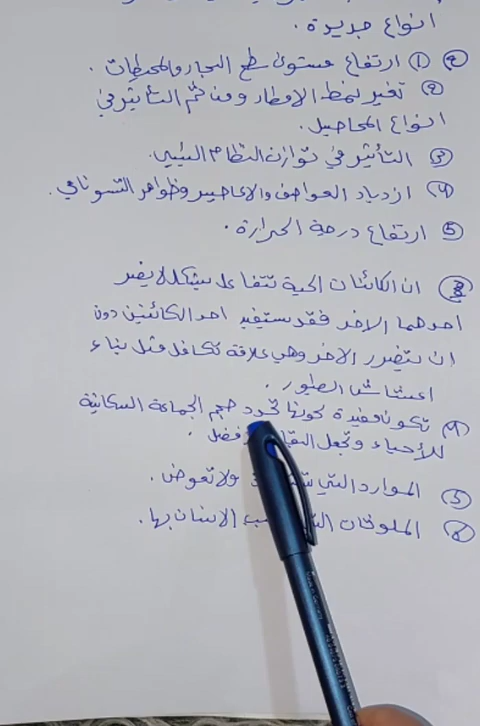 انواع جديدة .
② ① ارتفاع مستوى سطح البحار والمحيطات .
② تغير نمط الامطار ومن ثم التأثير في
انواع المحاصيل .
③ التأثير في توازن النظام البيئي .
④ ازدياد العواصف والاعاصير وظواهر التسونامي .
⑤ ارتفاع درجة الحرارة .
③ ان الكائنات الحية تتفاعل بشكل لا يضر
احدهما الاخر فقد يستفيد احد الكائنين دون
ان يتضرر الاخر وهي علاقة تكافل مثل بناء
اعشاش الطيور .
④ تكون مفيدة كونها تحدد حجم الجماعة السكانية
للأحياء وتجعل البقاء .
⑤ الموارد التي ولا تعوض .
⑥ الملوثات الانسان بها .